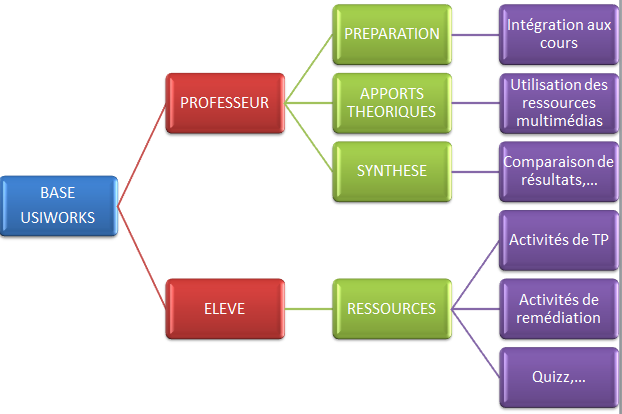 PREPARATION
Intégration aux
cours
PROFESSEUR
APPORTS
THEORIQUES
Utilisation des
ressources
multimédias
SYNTHESE
Comparaison de
résultats,...
BASE
USIWORKS
Activités de TP
ELEVE
RESSOURCES
Activités de
remédiation
Quizz,...